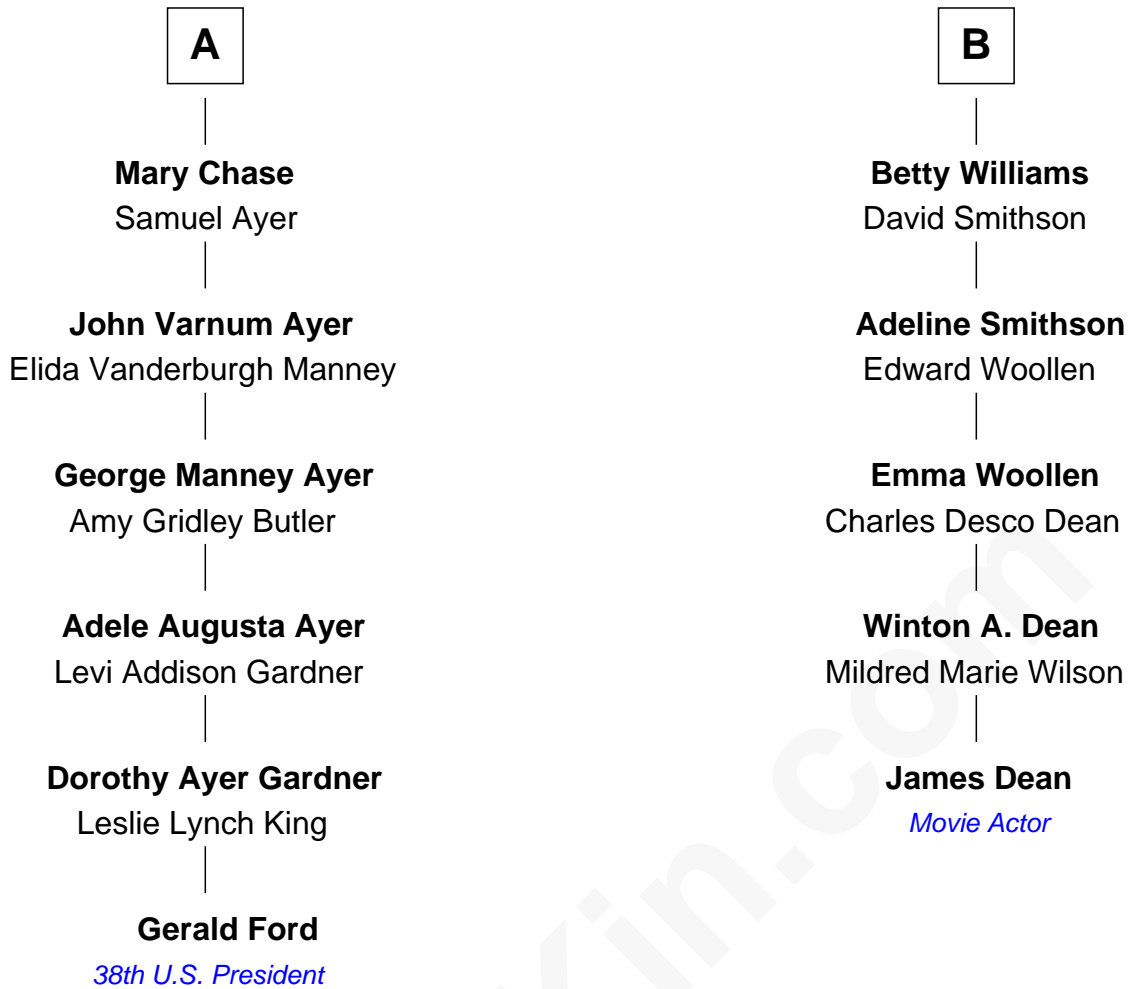 A
Mary Chase
Samuel Ayer
John Varnum Ayer
Elida Vanderburgh Manney
George Manney Ayer
Amy Gridley Butler
Adele Augusta Ayer
Levi Addison Gardner
Dorothy Ayer Gardner
Leslie Lynch King
Gerald Ford
38th U.S. President
B
Betty Williams
David Smithson
Adeline Smithson
Edward Woollen
Emma Woollen
Charles Desco Dean
Winton A. Dean
Mildred Marie Wilson
James Dean
Movie Actor
Kin.com